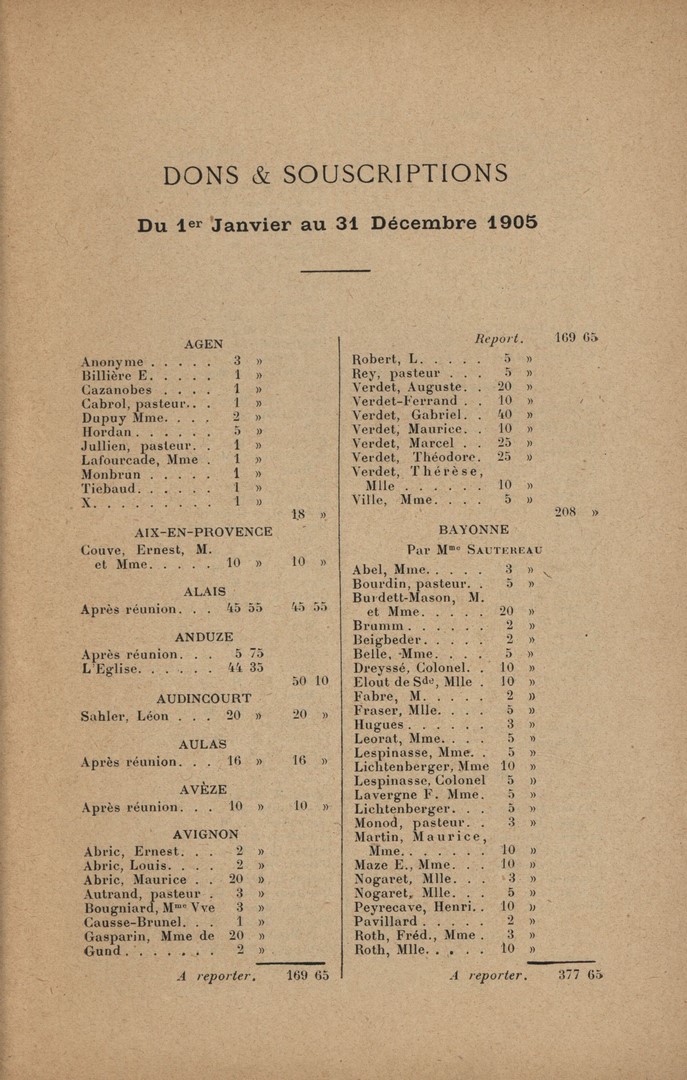 DONS & SOUSCRIPTIONS
Du 1er Janvier au 31 Décembre 1905
AGEN
Anonyme . . . . . 3 »
Billière E. . . . . 1 »
Cazanobes . . . . 1 »
Cabrol, pasteur. . . 1 »
Dupuy Mme. . . . 2 »
Hordan . . . . . . 5 »
Jullien, pasteur. . 1 »
Lafourcade, Mme . 1 »
Monbrun . . . . . 1 »
Tiebaud. . . . . . 1 »
X. . . . . . . . . 1 »
18 »
AIX-EN-PROVENCE
Couve, Ernest, M.
et Mme. . . . . 10 » 10 »
ALAIS
Après réunion. . . 45 55 45 55
ANDUZE
Après réunion. . . 5 75
L'Eglise. . . . . . 44 35
50 10
AUDINCOURT
Sahler, Léon . . . 20 » 20 »
AULAS
Après réunion. . . 16 » 16 »
AVÈZE
Après réunion. . . 10 » 10 »
AVIGNON
Abric, Ernest. . . 2 »
Abric, Louis. . . . 2 »
Abric, Maurice . . 20 »
Autrand, pasteur . 3 »
Bougniard, Mme Vve 3 »
Causse-Brunel. . . 1 »
Gasparin, Mme de 20 »
Gund . . . . . . . 2 »
A reporter. 169 65
Report. 169 65
Robert, L. . . . . 5 »
Rey, pasteur . . . 5 »
Verdet, Auguste. . 20 »
Verdet-Ferrand . . 10 »
Verdet, Gabriel. . 40 »
Verdet, Maurice. . 10 »
Verdet, Marcel . . 25 »
Verdet, Théodore. 25 »
Verdet, Thérèse,
Mlle . . . . . . 10 »
Ville, Mme. . . . 5 »
208 »
BAYONNE
Par Mme SAUTEREAU
Abel, Mme. . . . . 3 »
Bourdin, pasteur. . 5 »
Burdett-Mason, M.
et Mme. . . . . 20 »
Brumm . . . . . . 2 »
Beigbeder. . . . . 2 »
Belle, Mme. . . . 5 »
Dreyssé, Colonel. . 10 »
Elout de Sde, Mlle . 10 »
Fabre, M. . . . . 2 »
Fraser, Mlle. . . . 5 »
Hugues . . . . . . 3 »
Leorat, Mme. . . . 5 »
Lespinasse, Mme. . 5 »
Lichtenberger, Mme 10 »
Lespinasse, Colonel 5 »
Lavergne F. Mme. 5 »
Lichtenberger. . . 5 »
Monod, pasteur. . 3 »
Martin, Maurice,
Mme. . . . . . . 10 »
Maze E., Mme. . . 10 »
Nogaret, Mlle. . . 3 »
Nogaret, Mlle. . . 5 »
Peyrecave, Henri. . 10 »
Pavillard . . . . . 2 »
Roth, Fréd., Mme . 3 »
Roth, Mlle. . . . . 10 »
A reporter. 377 65